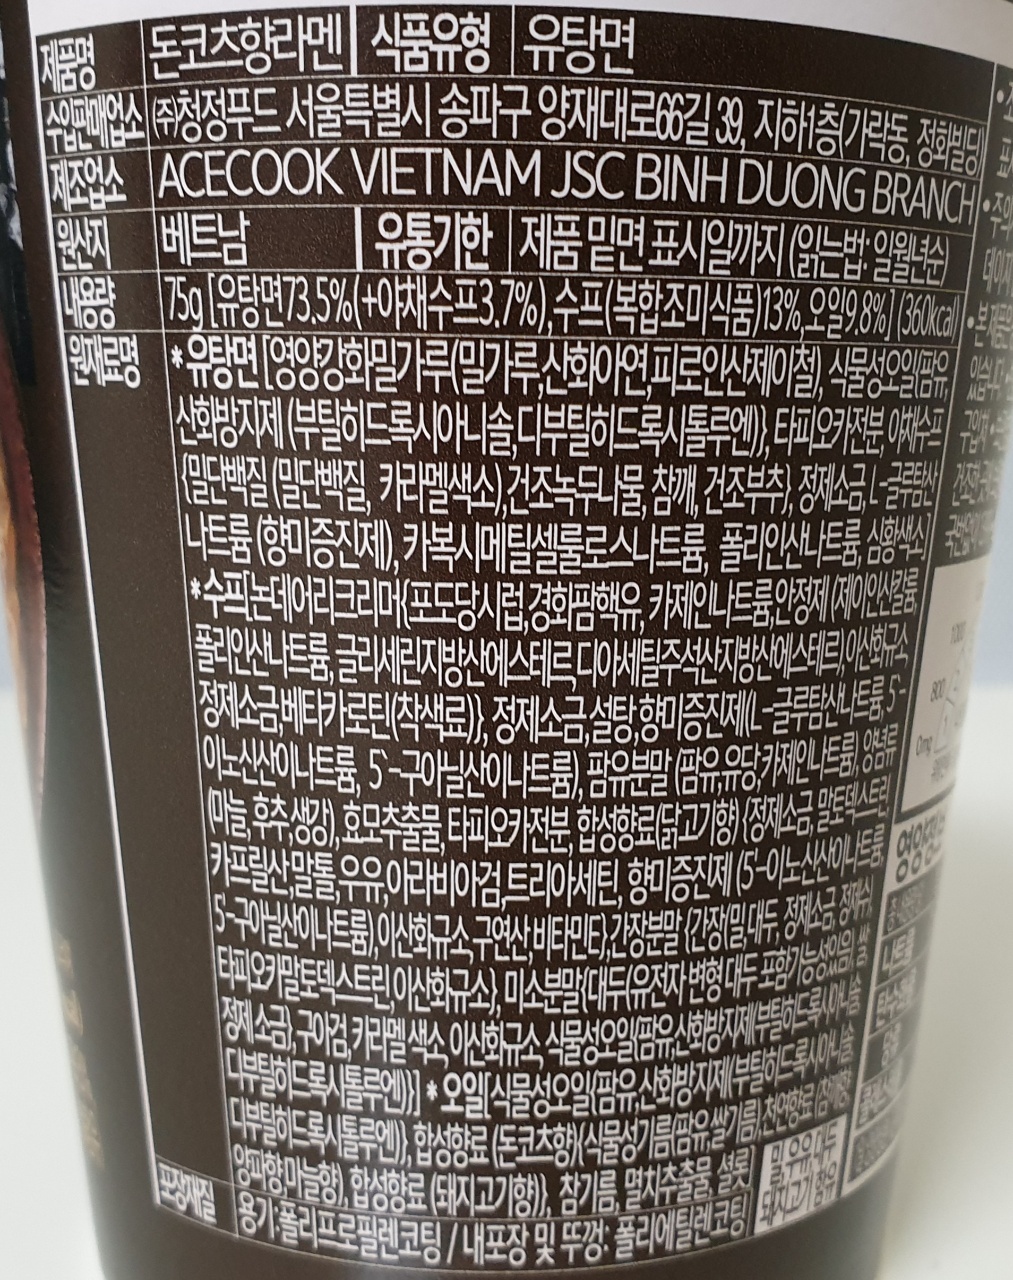 제품명 돈코츠향라멘 식품유형 유탕면
수입판매업소 ㈜청정푸드 서울특별시 송파구 양재대로66길 39, 지하1층(가락동, 정화빌딩)
제조업소 ACECOOK VIETNAM JSC BINH DUONG BRANCH
원산지 베트남 유통기한 제품 밑면 표시일까지 (읽는법: 일월년수)
내용량 75g [유탕면73.5%(+야채수프3.7%),수프(복합조미식품)13%,오일9.8%] (360kcal)
원재료명 *유탕면 [영양강화밀가루(밀가루,산화아연,피로인산제이철), 식물성오일{팜유,
산화방지제 (부틸히드록시아니솔,디부틸히드록시톨루엔)}, 타피오카전분, 야채수프
{밀단백질 (밀단백질, 카라멜색소),건조녹두나물, 참깨, 건조부추}, 정제소금, L-글루탐산
나트륨 (향미증진제), 카복시메틸셀룰로스나트륨, 폴리인산나트륨, 심황색소]
*수프[논데어리크리머{포도당시럽,경화팜핵유, 카제인나트륨,안정제 (제이인산칼륨,
폴리인산나트륨,글리세린지방산에스테르,디아세틸주석산지방산에스테르),이산화규소,
정제소금,베타카로틴(착색료)}, 정제소금,설탕,향미증진제(L-글루탐산나트륨, 5´-
이노신산이나트륨, 5´-구아닐산이나트륨), 팜유분말 (팜유,유당,카제인나트륨), 양념류
(마늘,후추,생강),효모추출물,타피오카전분,합성향료(닭고기향) {정제소금, 말토덱스트린,
카프릴산,말톨,우유,아라비아검,트리아세틴, 향미증진제 (5'-이노신산이나트륨,
5-구아닐산이나트륨),이산화규소,구연산,비타민E},간장분말 {간장(밀,대두, 정제소금, 정제수),
타피오카말토덱스트린,이산화규소}, 미소분말{대두(유전자변형 대두 포함가능성있음), 쌀,
정제소금},구아검,카라멜색소, 이산화규소, 식물성오일{팜유,산화방지제(부틸히드록시아니솔,
디부틸히드록시톨루엔)}] *오일[식물성오일{팜유,산화방지제(부틸히드록시아니솔,
디부틸히드록시톨루엔)}, 합성향료 (돈코츠향){식물성기름(팜유,쌀기름),천연향료
양파향,마늘향), 합성향료 (돼지고기향)}, 참기름, 멸치추출물, 셜롯]
밀,우유,대두,
돼지고기 함유
포장재질 용기:폴리프로필렌코팅 / 내포장 및 뚜껑: 폴리에틸렌코팅